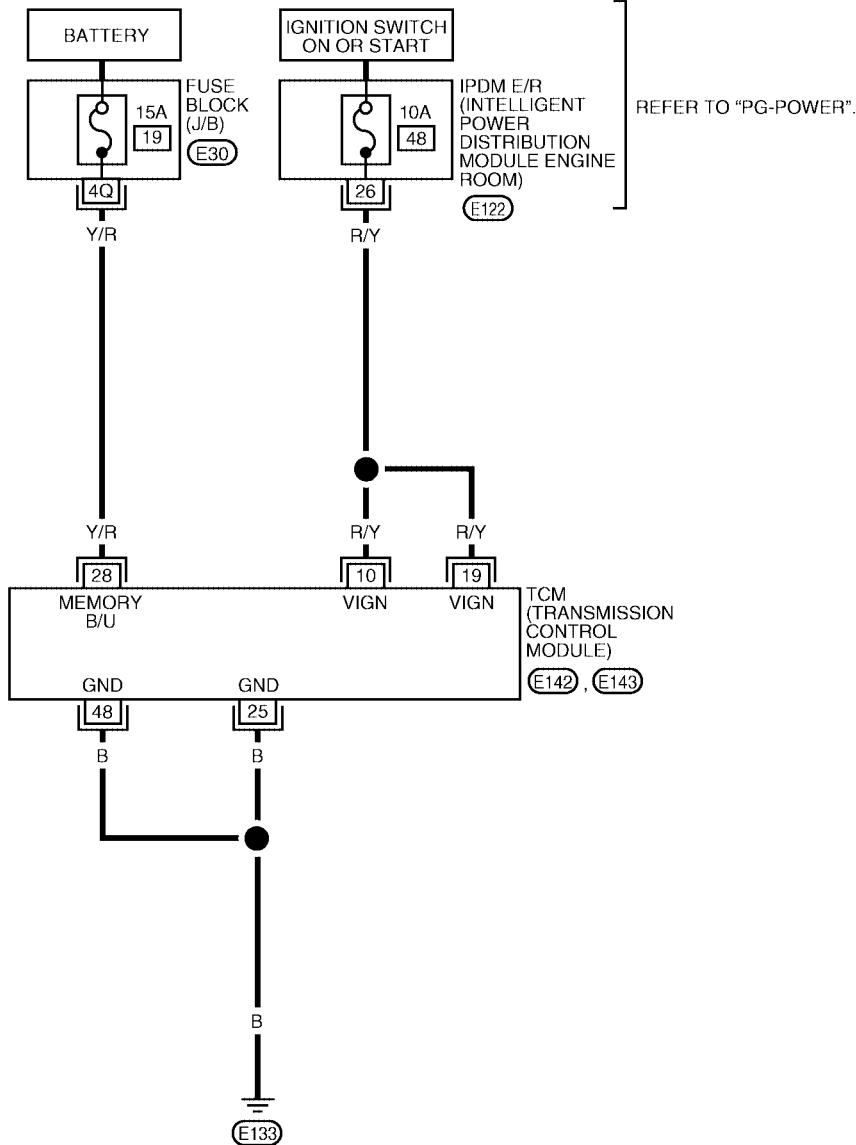 BATTERY
IGNITION SWITCH
ON OR START
15A
19
FUSE
BLOCK
(J/B)
E30
10A
48
IPDM E/R
(INTELLIGENT
POWER
DISTRIBUTION
MODULE ENGINE
ROOM)
E122
REFER TO “PG-POWER”.
4Q
26
Y/R
R/Y
Y/R
R/Y
R/Y
28
10
19
MEMORY
B/U
VIGN
VIGN
TCM
(TRANSMISSION
CONTROL
MODULE)
E142 , E143
GND
GND
48
25
B
B
B
E133